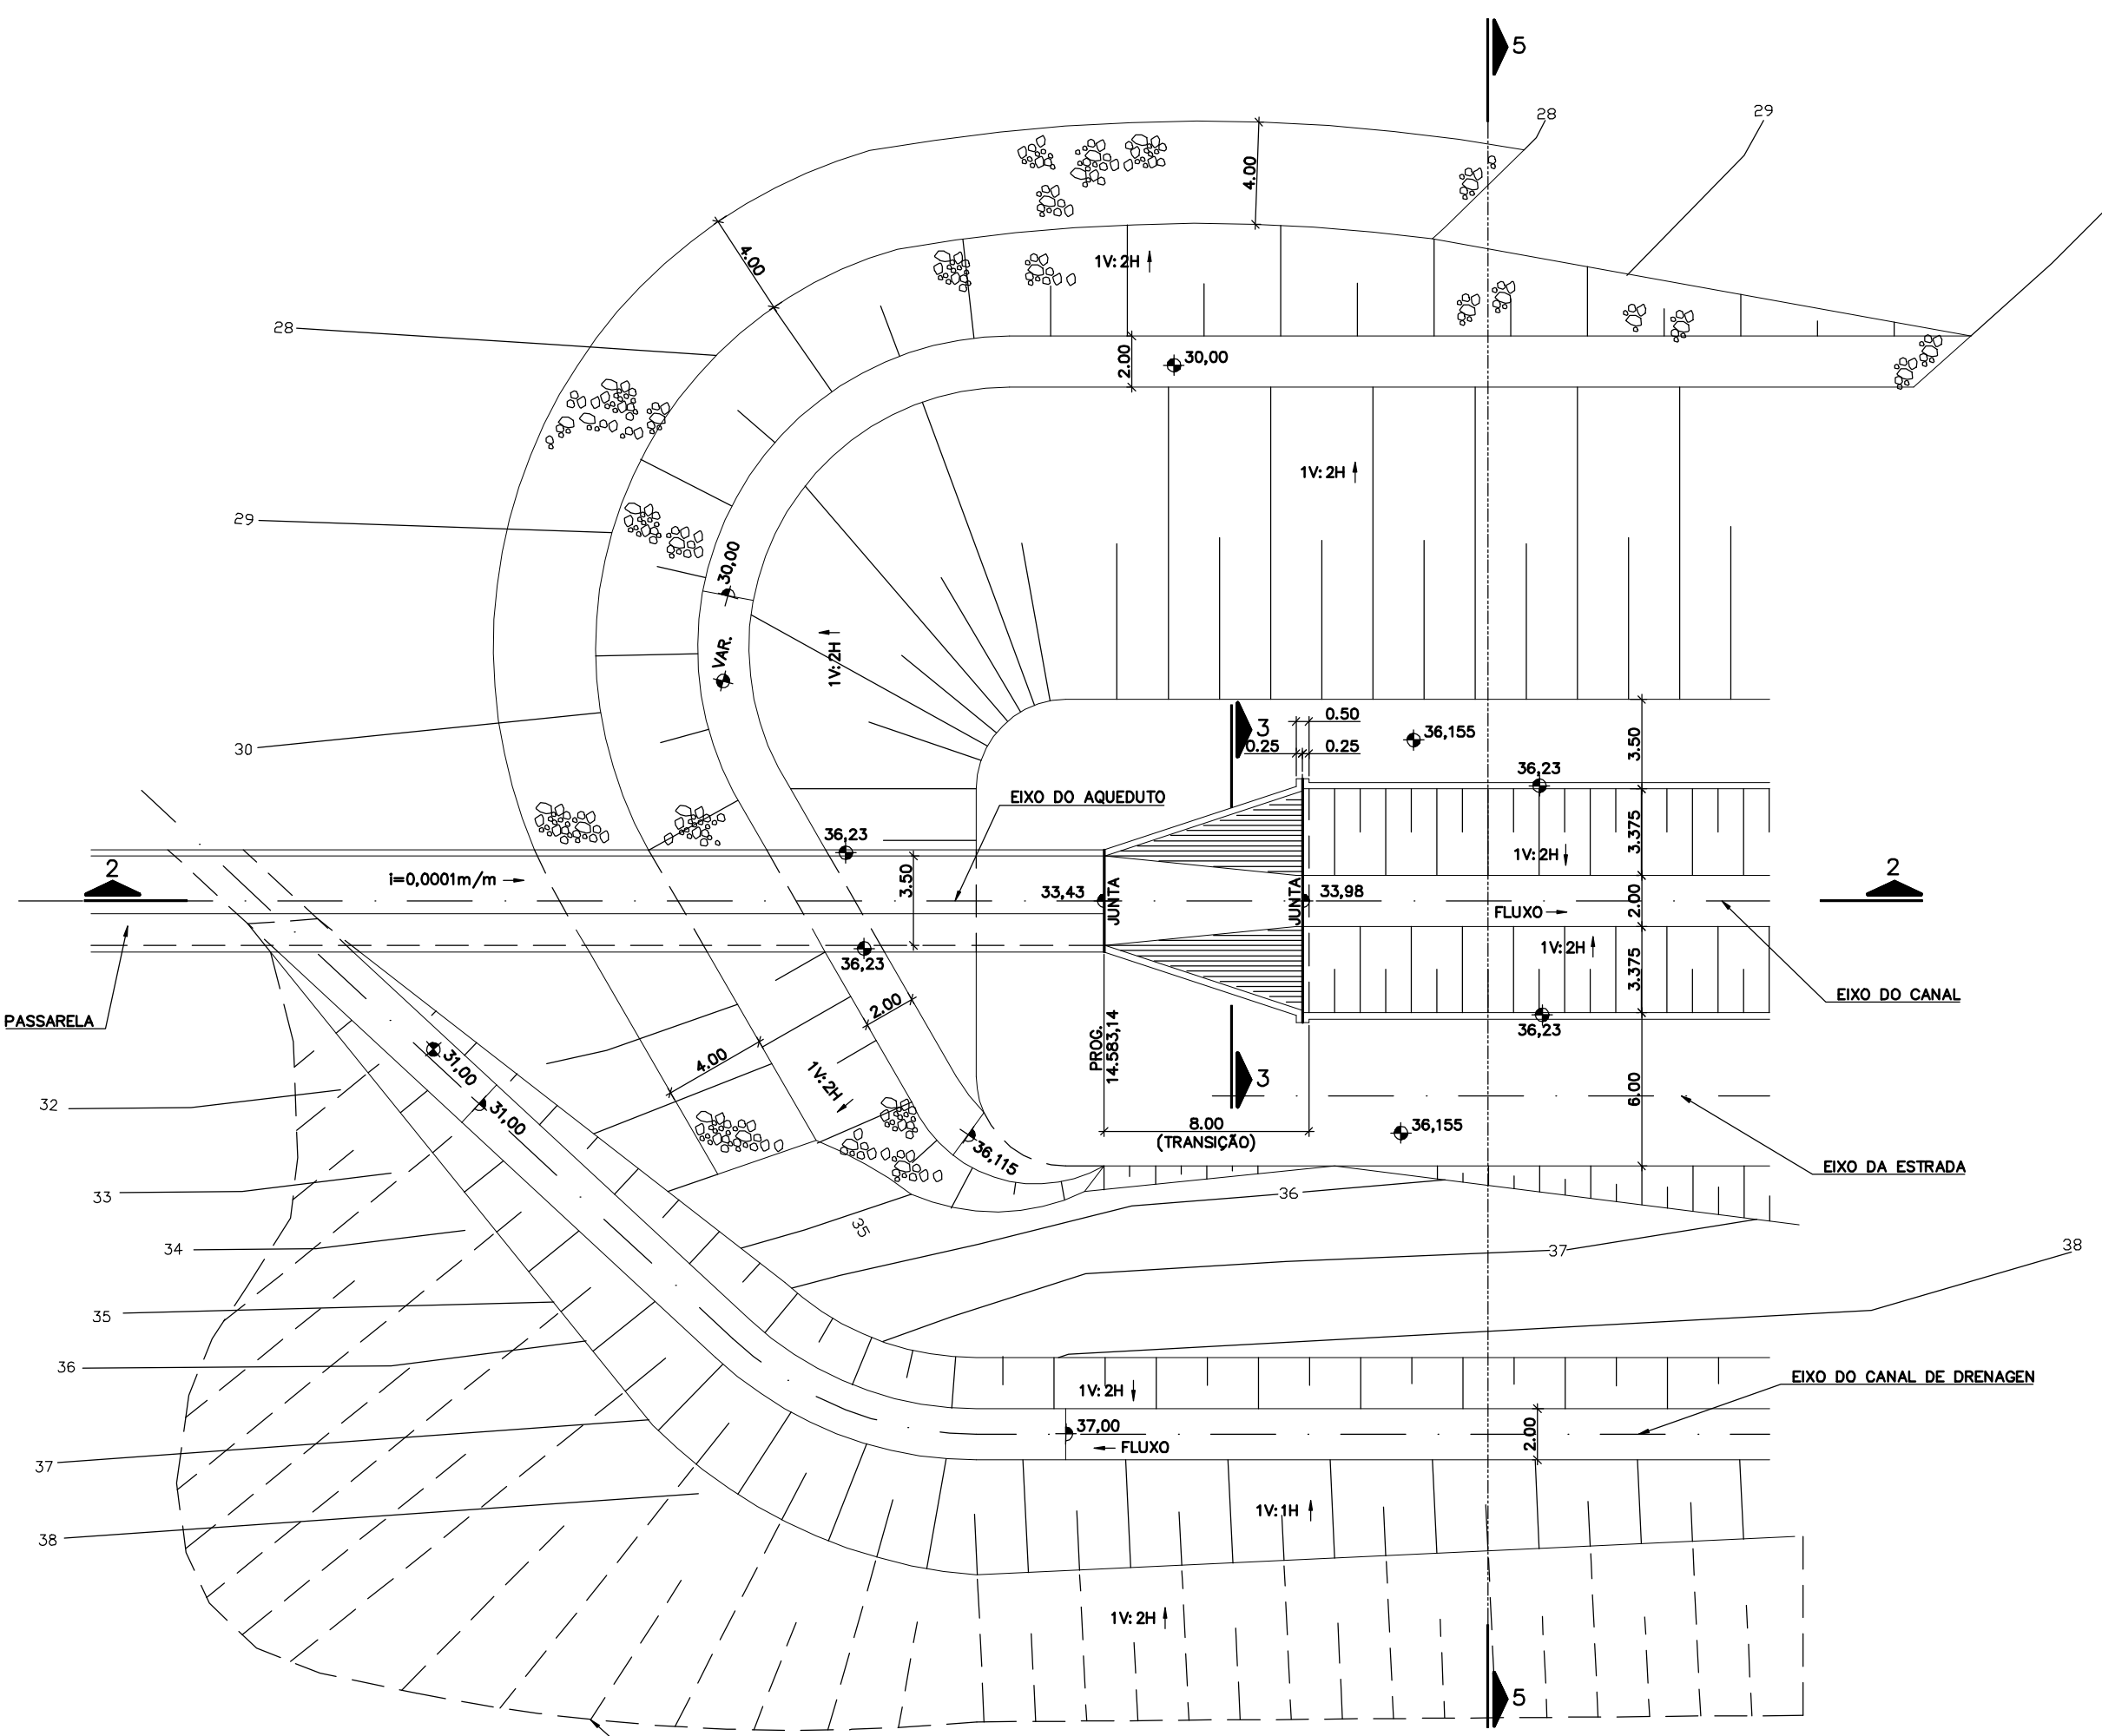 5
28
29
4.00
4.00
1V:2H
28
2.00
30,00
1V:2H
29
30,00
VAR.
1V:2H
30
3
0.50
0.25
0.25
36,155
3.50
36,23
EIXO DO AQUEDUTO
36,23
3.375
1V:2H
2
i=0,0001m/m
3.50
33,43
JUNTA
JUNTA
33,98
FLUXO
2.00
2
1V:2H
36,23
3.375
EIXO DO CANAL
PASSARELA
2.00
36,23
PROG.
14.583,14
31,00
4.00
1V:2H
3
6.00
32
31,00
36,115
8.00
(TRANSIÇÃO)
36,155
EIXO DA ESTRADA
33
36
35
34
37
38
35
36
EIXO DO CANAL DE DRENAGEN
1V:2H
37,00
FLUXO
2.00
37
1V:1H
38
1V:2H
5